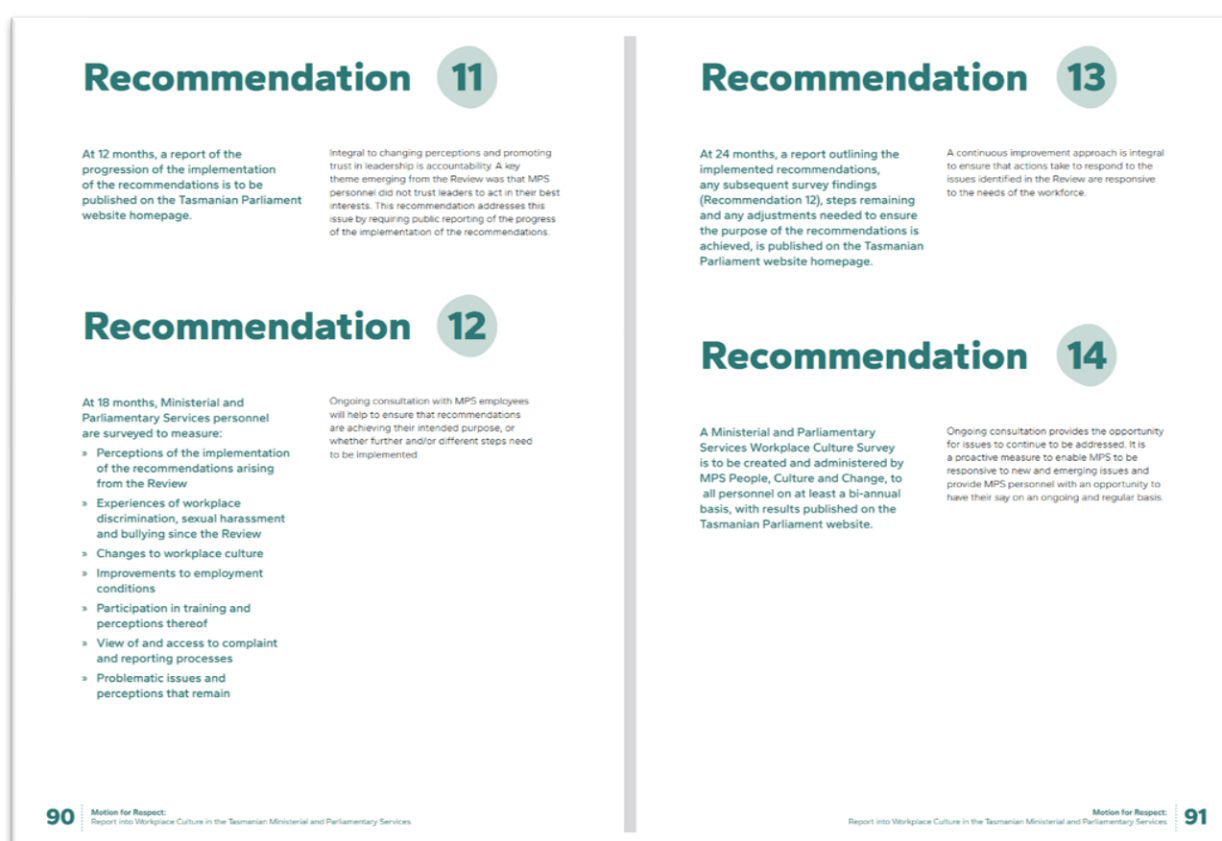 Recommendation 11
At 12 months, a report of the
progression of the implementation
of the recommendations is to be
published on the Tasmanian Parliament
website homepage.
Integral to changing perceptions and promoting
trust in leadership is accountability. A key
theme emerging from the Review was that MPS
personnel did not trust leaders to act in their best
interests. This recommendation addresses this
issue by requiring public reporting of the progress
of the implementation of the recommendations.
Recommendation 12
At 18 months, Ministerial and
Parliamentary Services personnel
are surveyed to measure:
» Perceptions of the implementation
of the recommendations arising
from the Review
» Experiences of workplace
discrimination, sexual harassment
and bullying since the Review
» Changes to workplace culture
» Improvements to employment
conditions
» Participation in training and
perceptions thereof
» View of and access to complaint
and reporting processes
» Problematic issues and
perceptions that remain
Ongoing consultation with MPS employees
will help to ensure that recommendations
are achieving their intended purpose, or
whether further and/or different steps need
to be implemented
90
Motion for Respect:
Report into Workplace Culture in the Tasmanian Ministerial and Parliamentary Services
Recommendation 13
At 24 months, a report outlining the
implemented recommendations,
any subsequent survey findings
(Recommendation 12), steps remaining
and any adjustments needed to ensure
the purpose of the recommendations is
achieved, is published on the Tasmanian
Parliament website homepage.
A continuous improvement approach is integral
to ensure that actions take to respond to the
issues identified in the Review are responsive
to the needs of the workforce.
Recommendation 14
A Ministerial and Parliamentary
Services Workplace Culture Survey
is to be created and administered by
MPS People, Culture and Change, to
all personnel on at least a bi-annual
basis, with results published on the
Tasmanian Parliament website.
Ongoing consultation provides the opportunity
for issues to continue to be addressed. It is
a proactive measure to enable MPS to be
responsive to new and emerging issues and
provide MPS personnel with an opportunity to
have their say on an ongoing and regular basis.
Motion for Respect:
Report into Workplace Culture in the Tasmanian Ministerial and Parliamentary Services
91